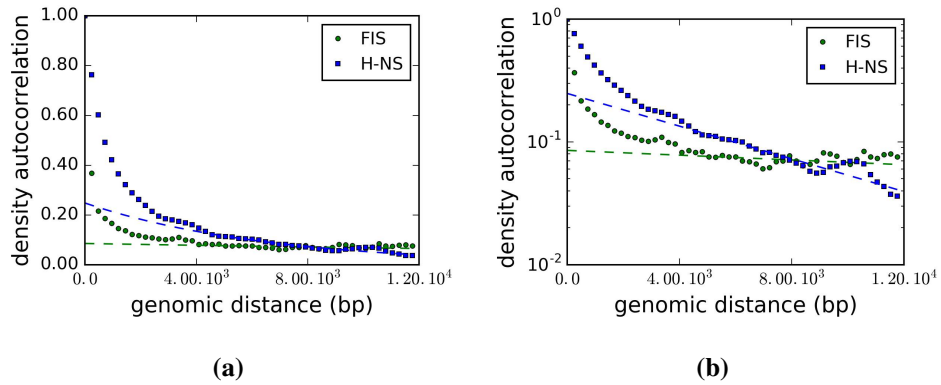 1.00
0.80
0.60
0.40
0.20
0.00
density autocorrelation
FIS
H-NS
0.0
4.00.10³
8.00.10³
1.20.10⁴
genomic distance (bp)
(a)
10⁰
10⁻¹
10⁻²
density autocorrelation
FIS
H-NS
0.0
4.00.10³
8.00.10³
1.20.10⁴
genomic distance (bp)
(b)